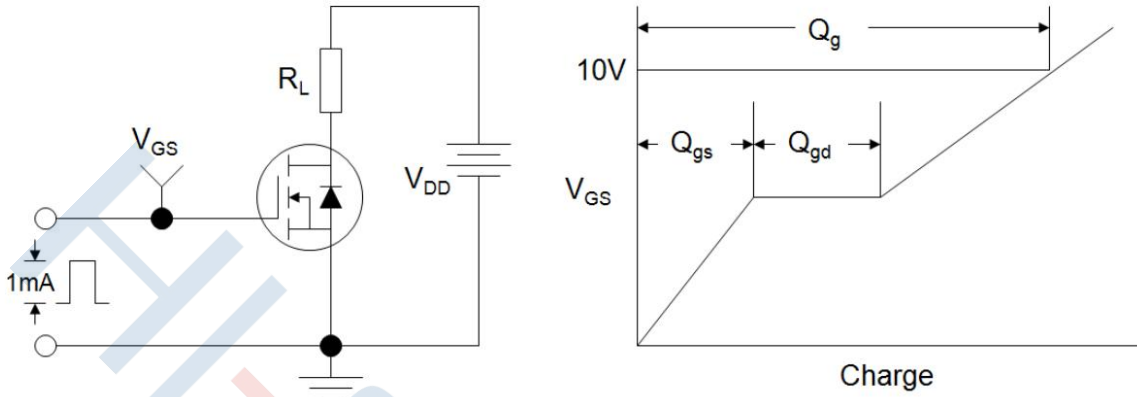 R_L
V_GS
V_DD
1mA
Q_g
10V
Q_gs
Q_gd
V_GS
Charge